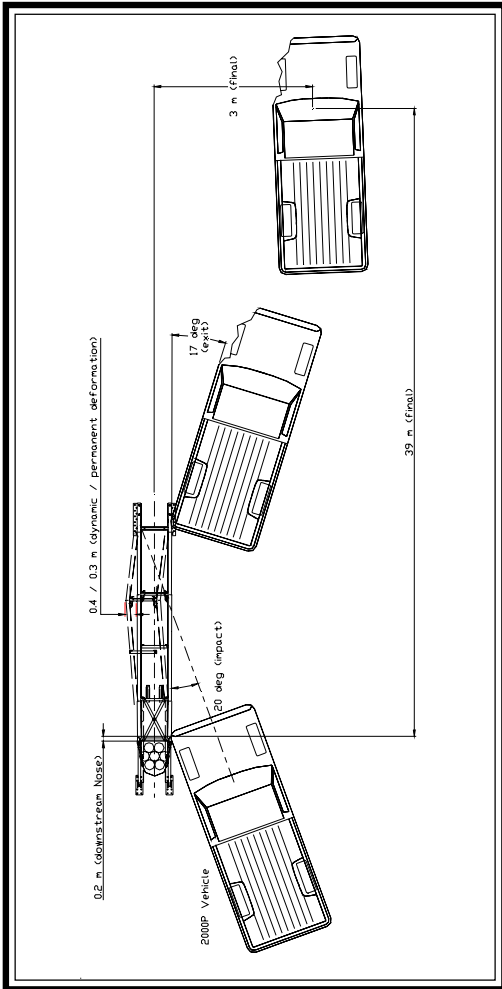 3 m (final)
17 deg
(exit)
0.4 / 0.3 m (dynamic / permanent deformation)
39 m (final)
20 deg (impact)
0.2 m (downstream Nose)
2000P Vehicle